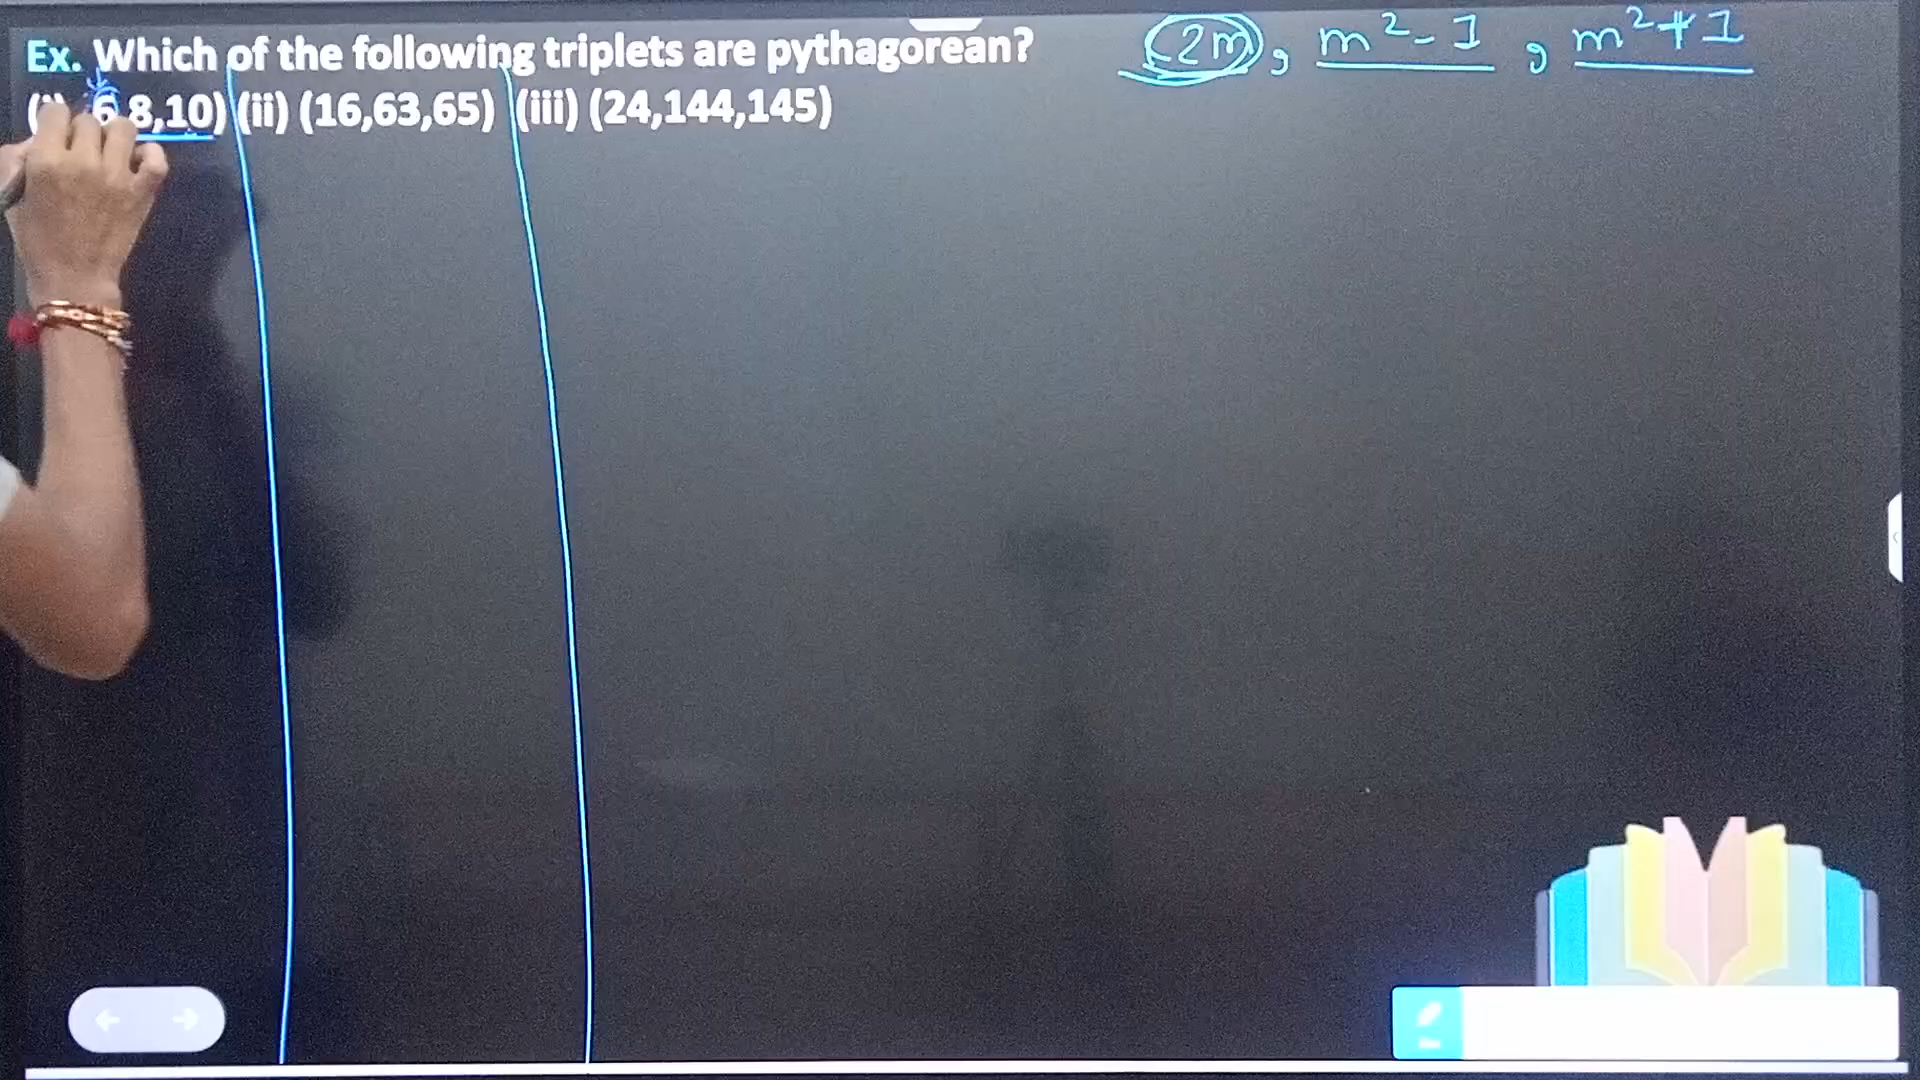 Ex. Which of the following triplets are pythagorean?
2m, m² - 1, m² + 1
6,8,10) (ii) (16,63,65) (iii) (24,144,145)